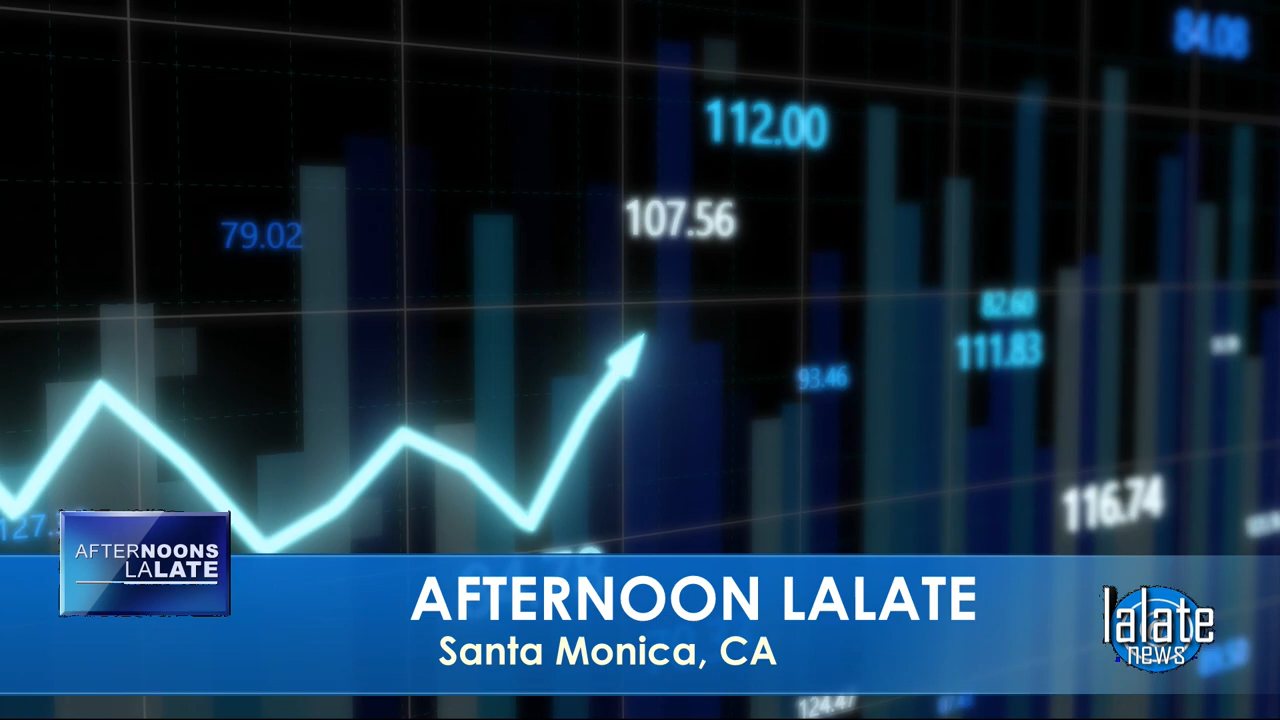 84.08
112.00
107.56
79.02
82.60
111.83
93.46
116.74
127.
AFTERNOONS
LALATE
AFTERNOON LALATE
Santa Monica, CA
lalate
news
124.47